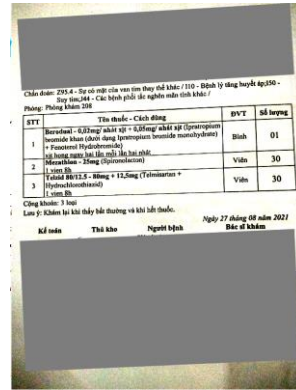 Chẩn đoán: Z95.4 - Sự có mặt của van tim thay thế khác / I10 - Bệnh lý tăng huyết áp;I50 -
Suy tim;J44 - Các bệnh phổi tắc nghẽn mãn tính khác /
Phòng: Phòng khám 208
STT Tên thuốc - Cách dùng ĐVT Số lượng
Berodual - 0,02mg/ nhát xịt + 0,05mg/ nhát xịt (Ipratropium
bromide khan (dưới dạng Ipratropium bromide monohydrate)
1 + Fenoterol Hydrobromide) Bình 01
xịt họng ngày hai lần mỗi lần hai nhát
2 Mezathion - 25mg (Spironolacton) Viên 30
1 viên 8h
Telzid 80/12.5 - 80mg + 12,5mg (Telmisartan +
3 Hydrochlorothiazid) Viên 30
1 viên 8h
Cộng khoản: 3 loại
Lưu ý: Khám lại khi thấy bất thường và khi hết thuốc.
Ngày 27 tháng 08 năm 2021
Kế toán Thủ kho Người bệnh Bác sĩ khám